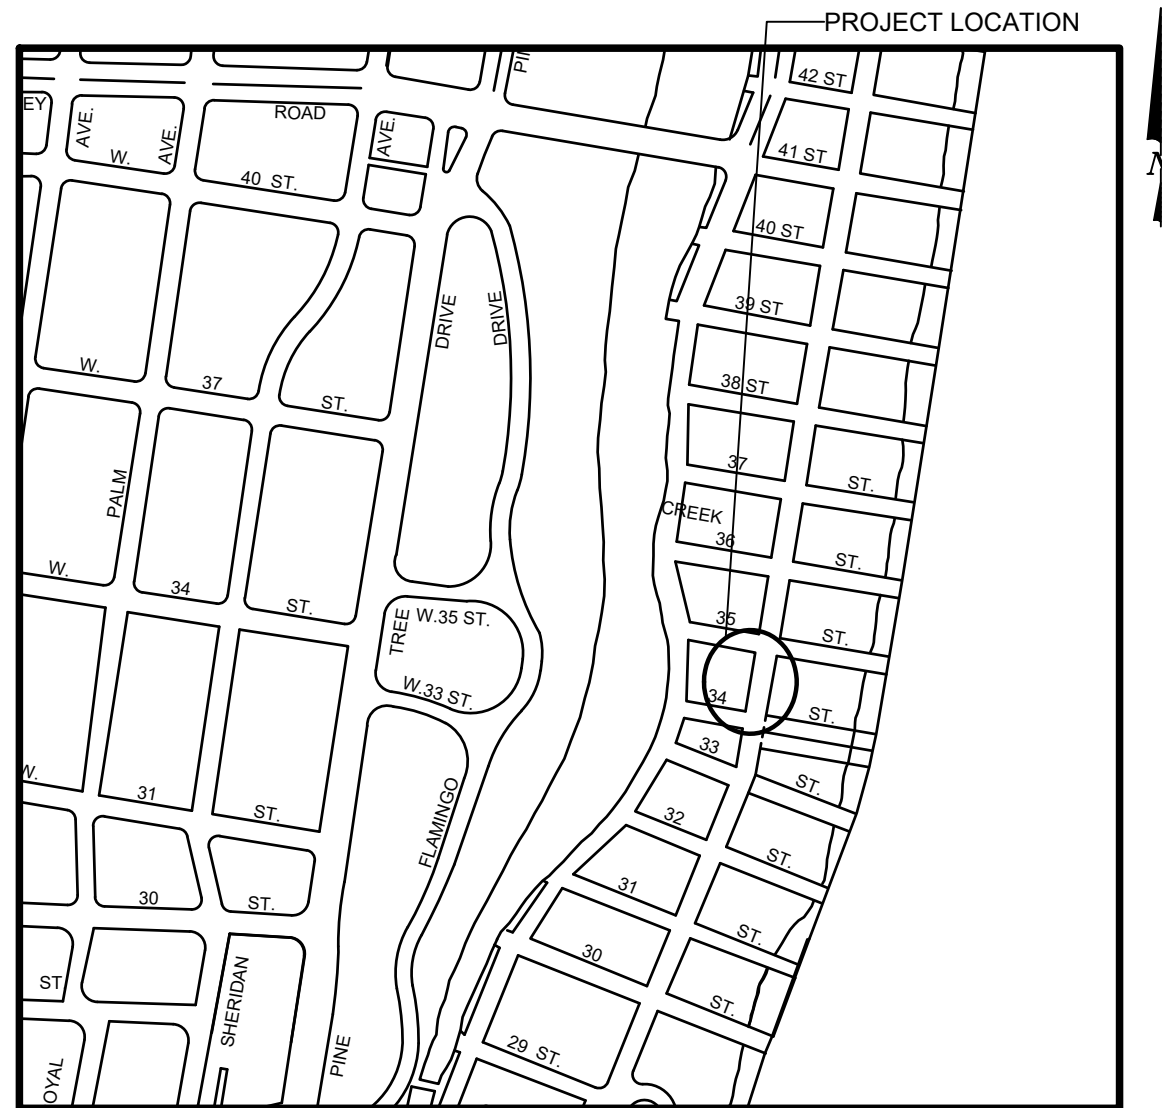 PROJECT LOCATION
42 ST
EY
AVE.
AVE.
ROAD
AVE.
W.
40 ST.
41 ST
40 ST
39 ST
DRIVE
DRIVE
38 ST
W.
37
ST.
37
ST.
PALM
CREEK
36
ST.
W.
34
ST.
TREE
W.35 ST.
35
ST.
W.33 ST.
34
ST.
33
ST.
W.
31
ST.
FLAMINGO
32
ST.
30
ST.
31
ST.
30
ST.
ST
SHERIDAN
PINE
29 ST.
OYAL